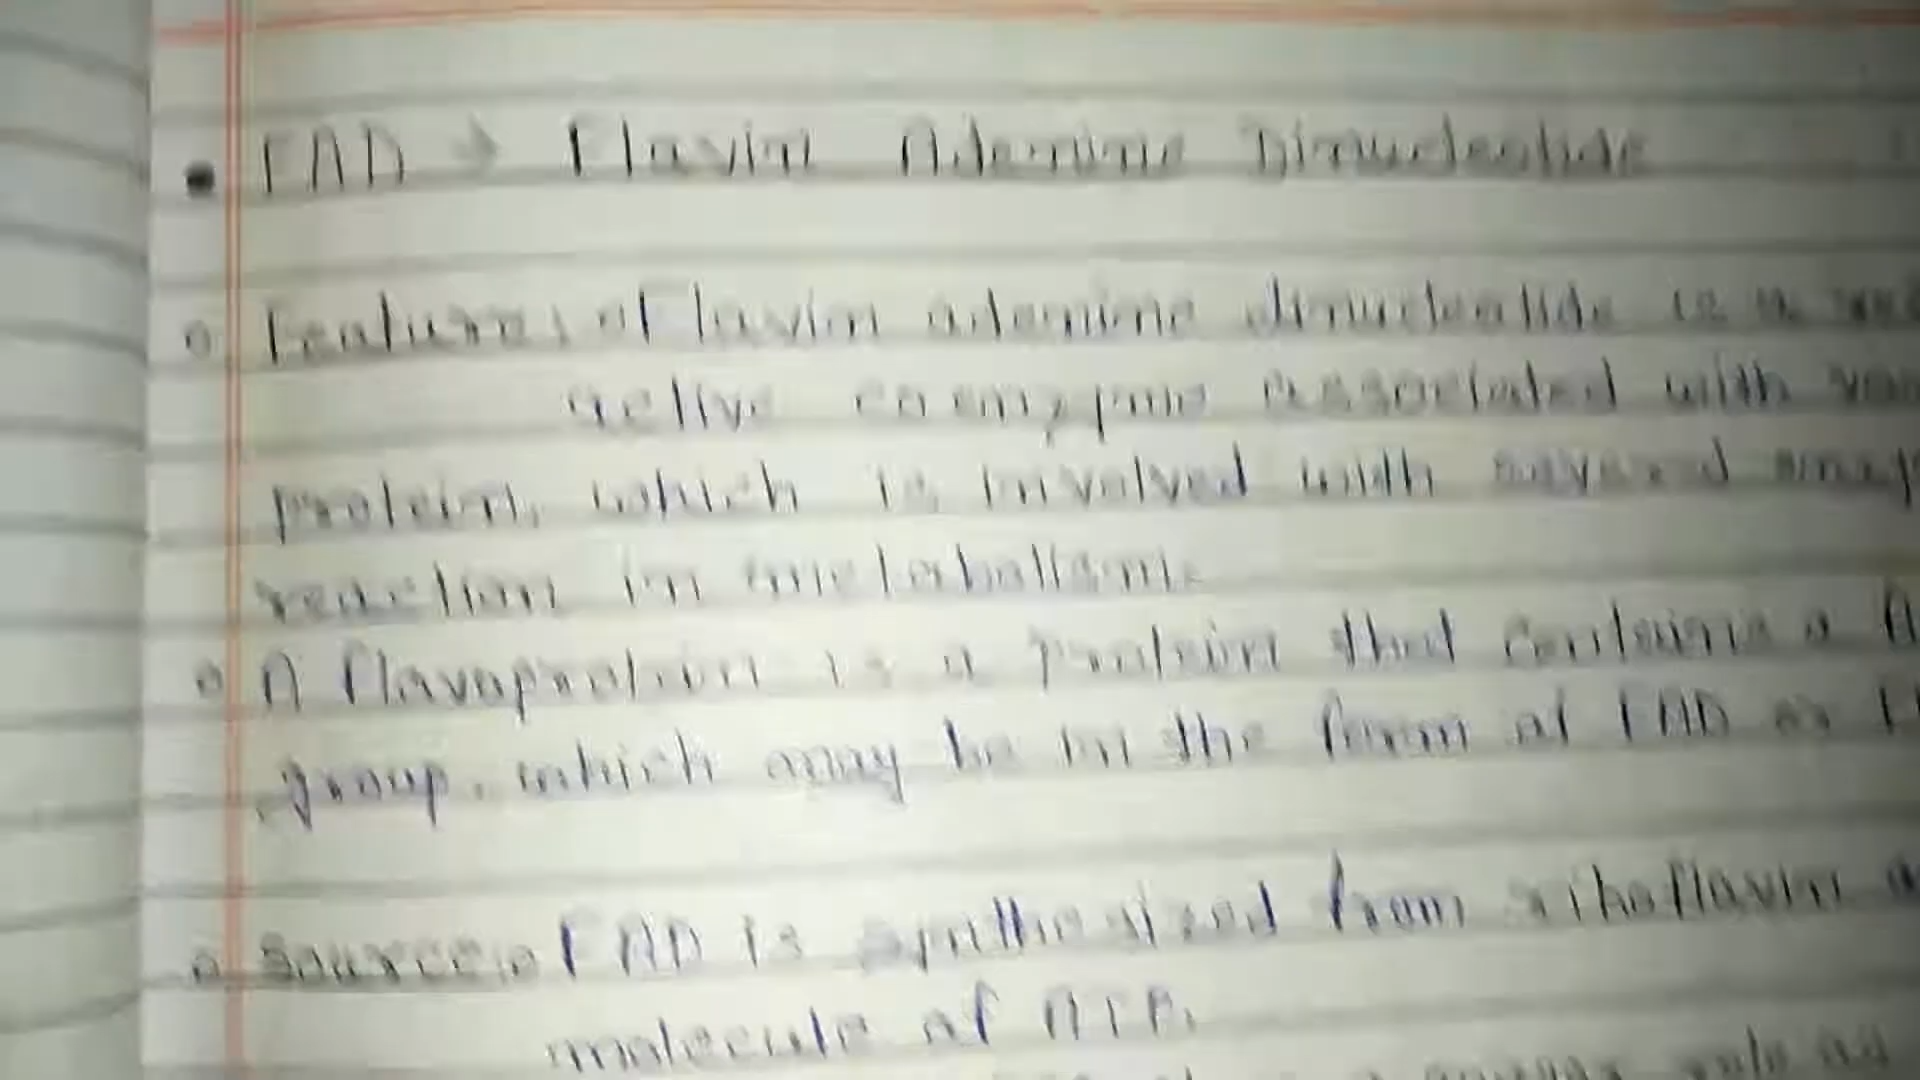 • FAD → Flavin Adenine Dinucleotide
Features: Flavin adenine dinucleotide is a
active coenzyme associated with
protein, which is involved with several
reaction in metabolism.
A flavoprotein is a protein that contains a
group, which may be in the form of FAD or
Source: FAD is synthesized from riboflavin
molecule of ATP.